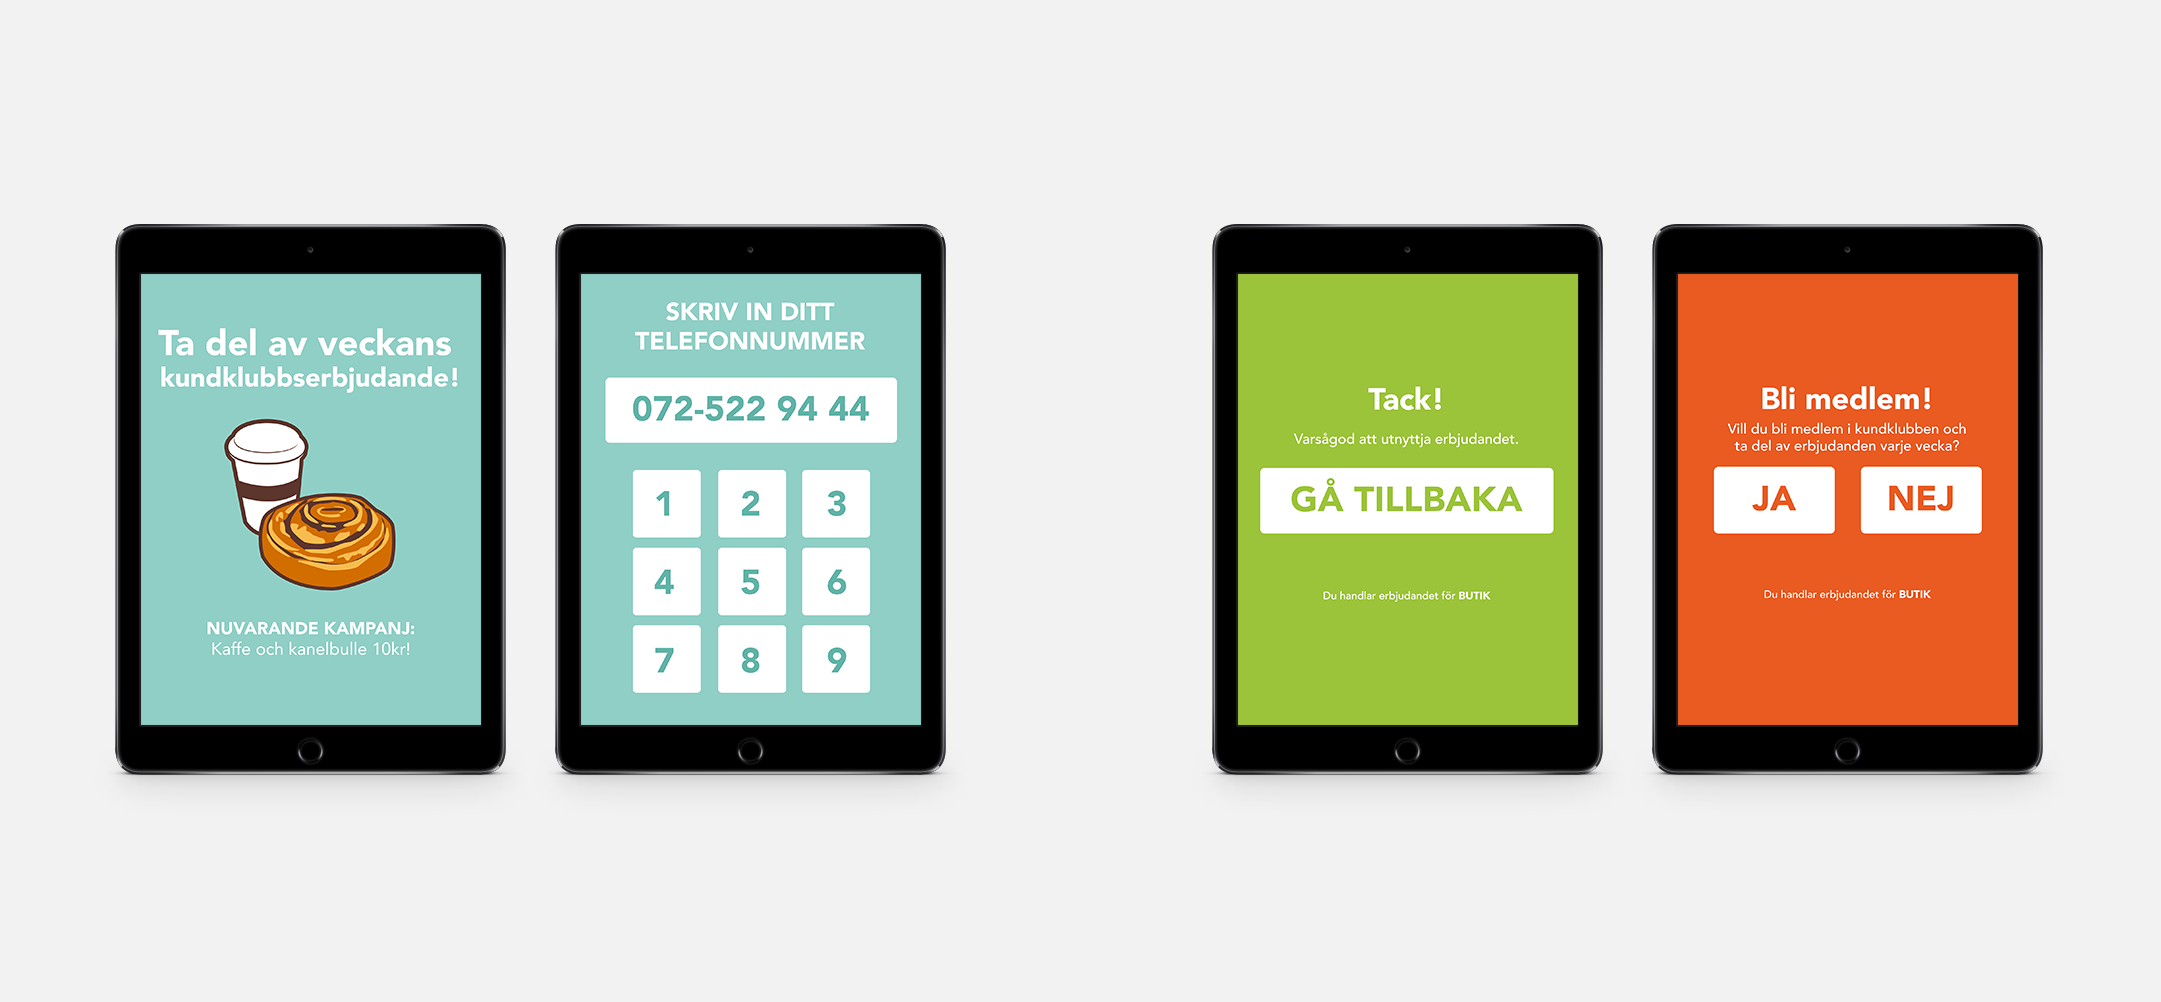 Ta del av veckans
kundklubbserbjudande!
NUVARANDE KAMPANJ:
Kaffe och kanelbulle 10kr!
SKRIV IN DITT
TELEFONNUMMER
072-522 94 44
1 2 3
4 5 6
7 8 9
Tack!
Varsågod att utnyttja erbjudandet.
GÅ TILLBAKA
Du handlar erbjudandet för BUTIK
Bli medlem!
Vill du bli medlem i kundklubben och
ta del av erbjudanden varje vecka?
JA NEJ
Du handlar erbjudandet för BUTIK